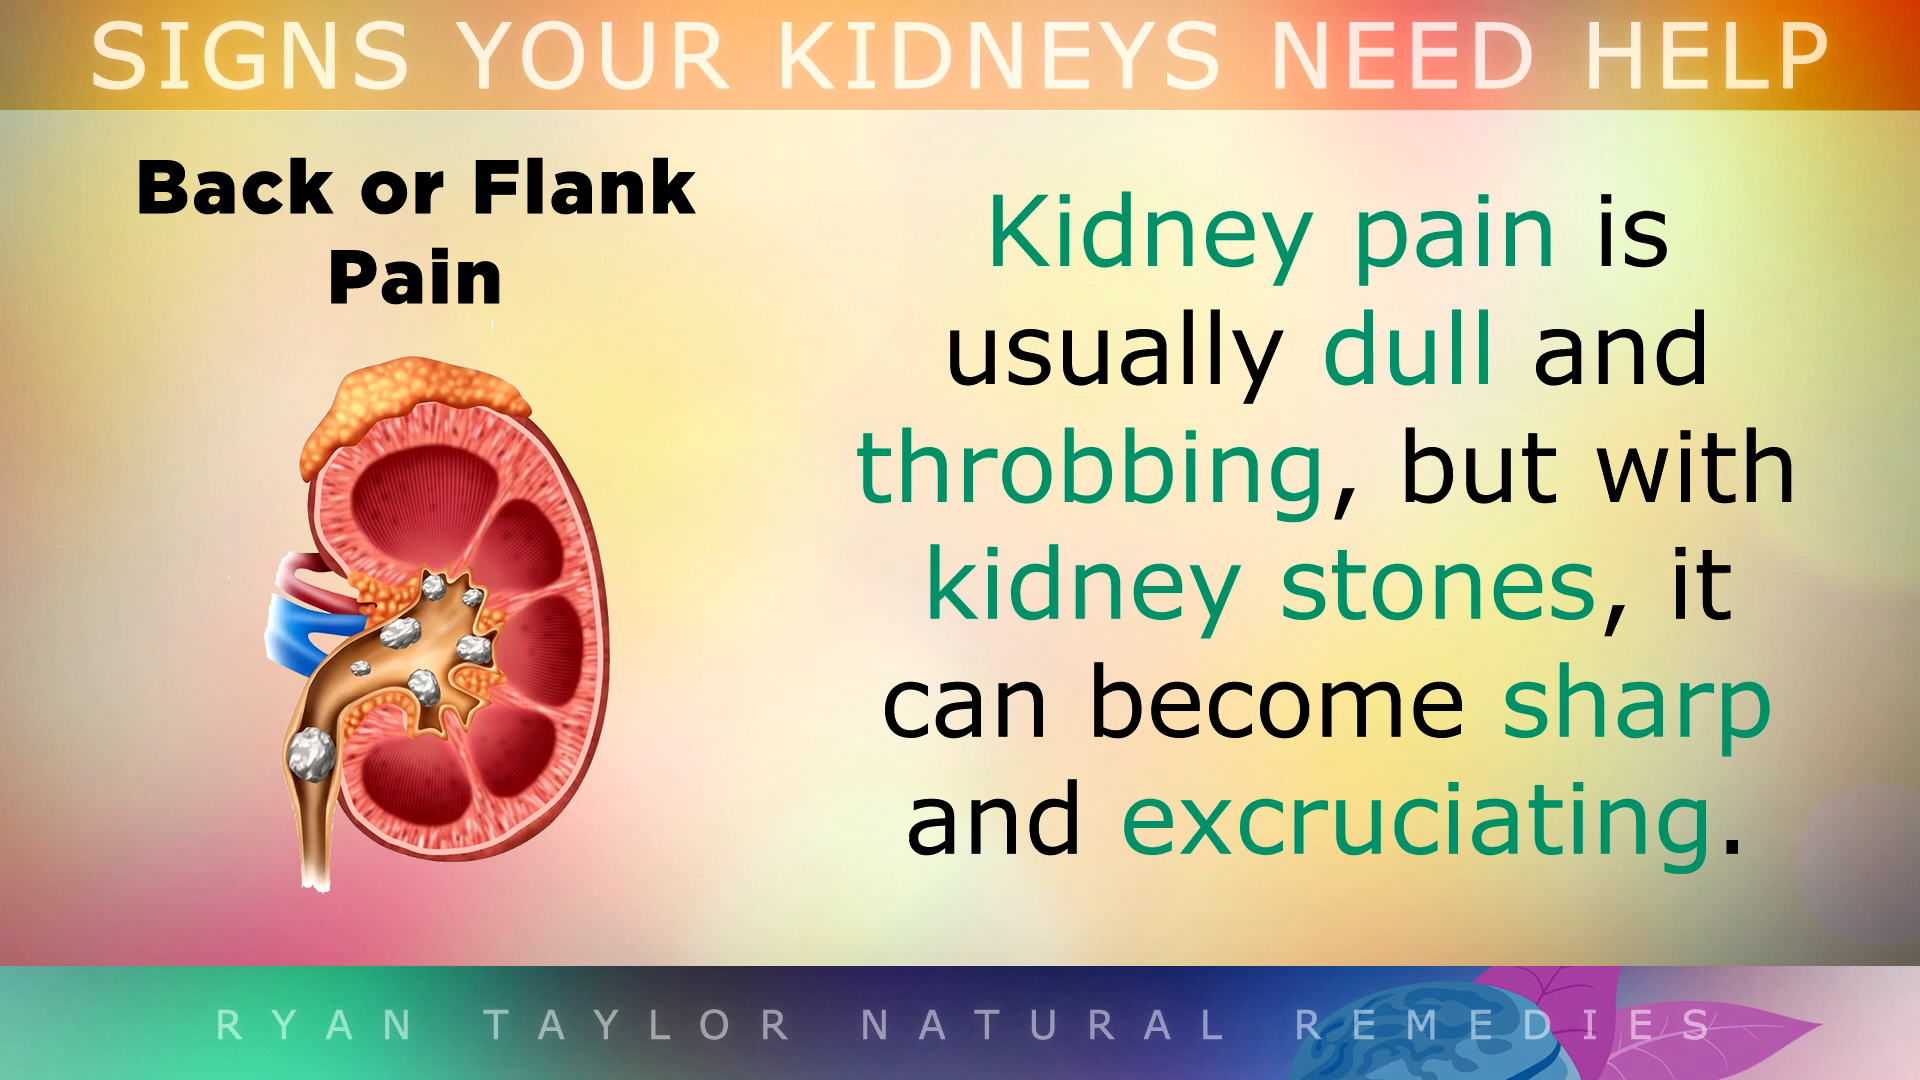 SIGNS YOUR KIDNEYS NEED HELP
Back or Flank
Pain
Kidney pain is
usually dull and
throbbing, but with
kidney stones, it
can become sharp
and excruciating.
RYAN TAYLOR NATURAL REMEDIES